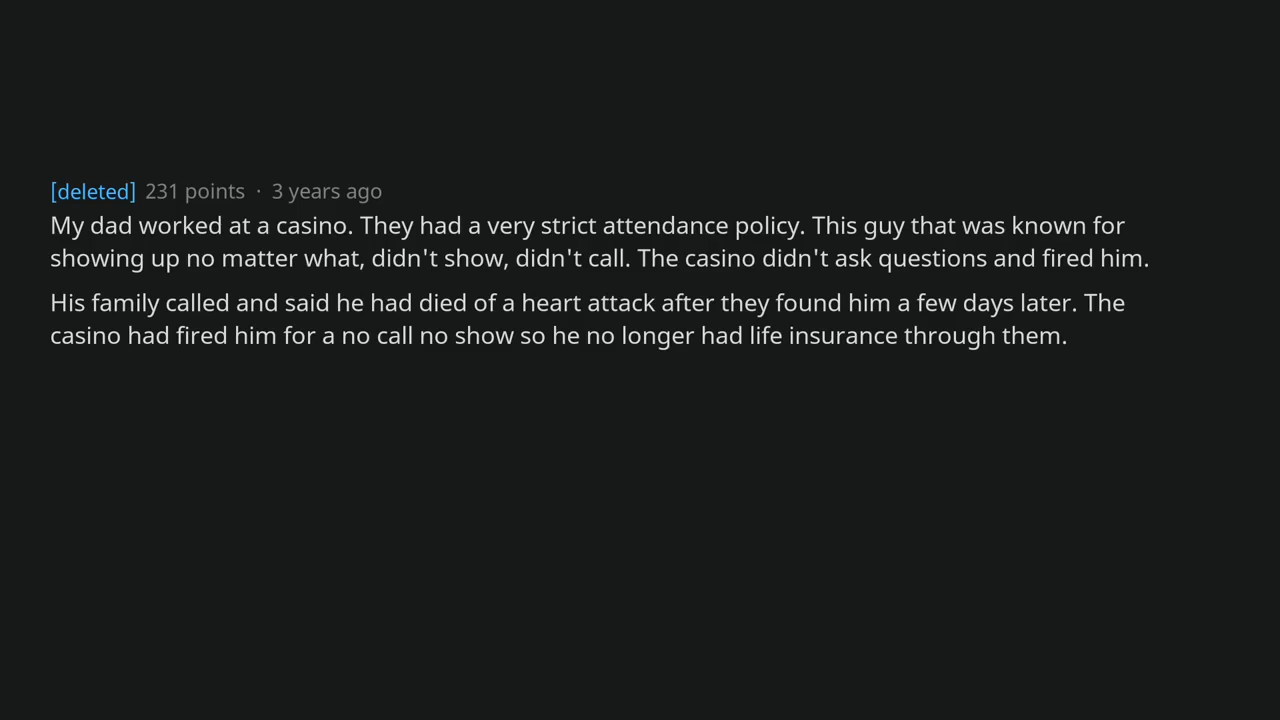 [deleted] 231 points · 3 years ago
My dad worked at a casino. They had a very strict attendance policy. This guy that was known for
showing up no matter what, didn't show, didn't call. The casino didn't ask questions and fired him.
His family called and said he had died of a heart attack after they found him a few days later. The
casino had fired him for a no call no show so he no longer had life insurance through them.